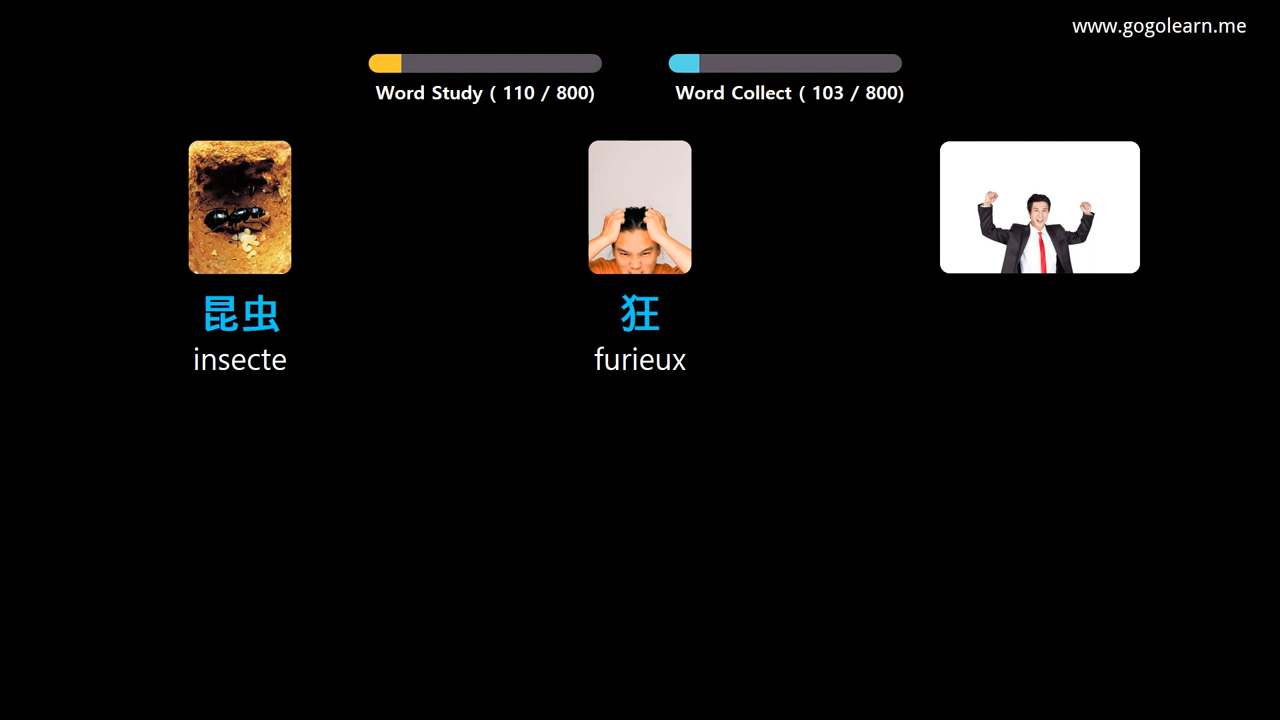 www.gogolearn.me
Word Study ( 110 / 800)
Word Collect ( 103 / 800)
昆虫
insecte
狂
furieux